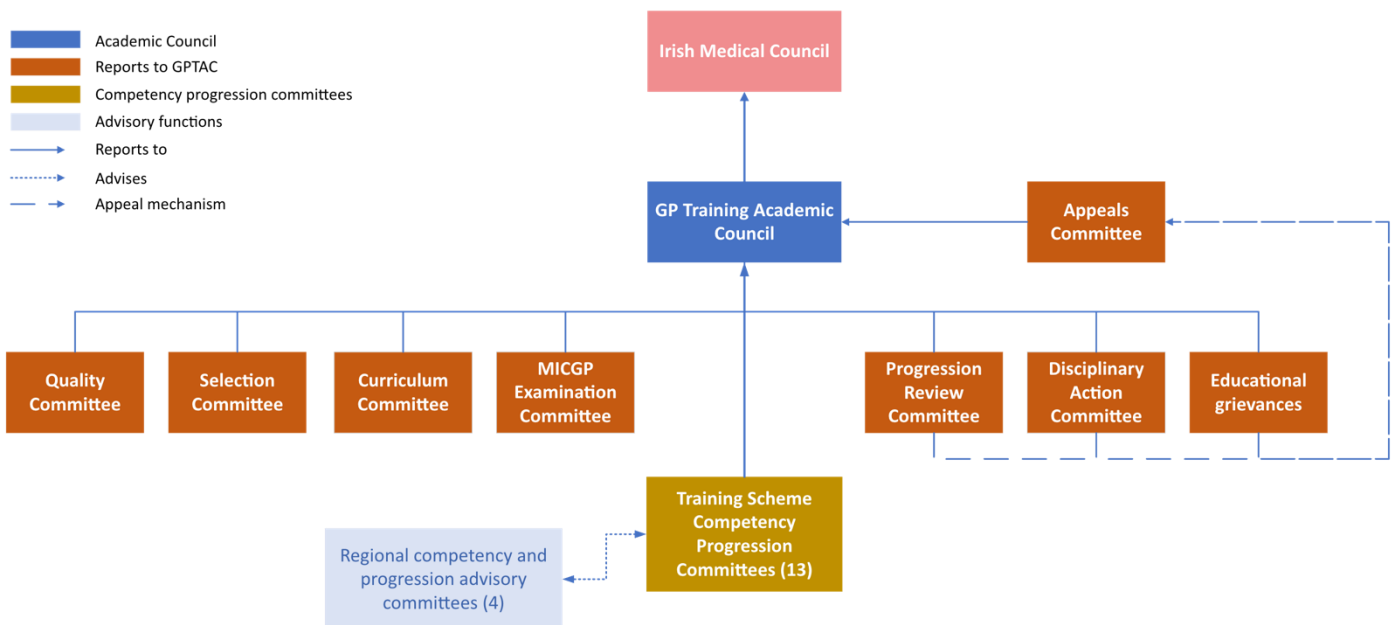 Academic Council
Reports to GPTAC
Competency progression committees
Advisory functions
Reports to
Advises
Appeal mechanism
Irish Medical Council
GP Training Academic
Council
Appeals
Committee
Quality
Committee
Selection
Committee
Curriculum
Committee
MICGP
Examination
Committee
Progression
Review
Committee
Disciplinary
Action
Committee
Educational
grievances
Training Scheme
Competency
Progression
Committees (13)
Regional competency and
progression advisory
committees (4)